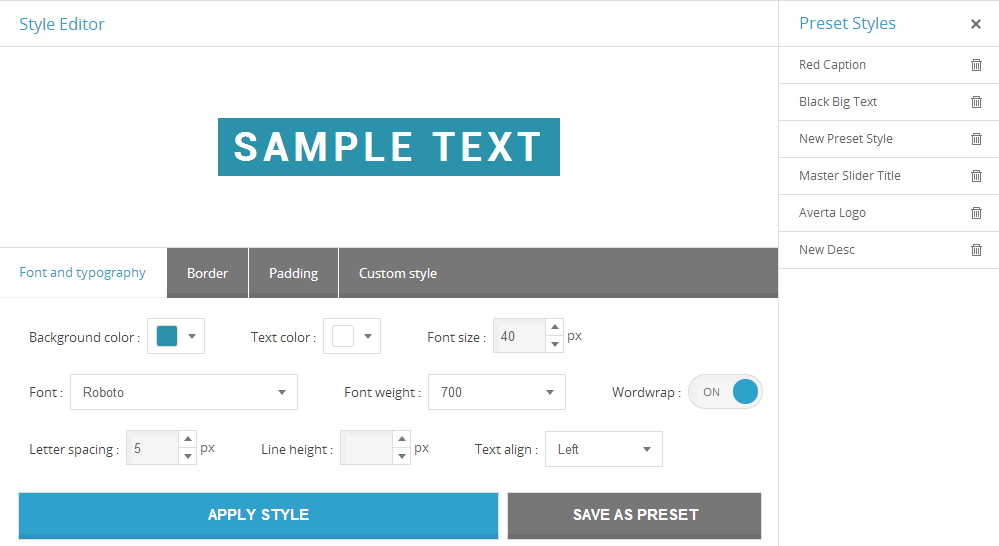 Style Editor
Preset Styles
Red Caption
Black Big Text
New Preset Style
Master Slider Title
Averta Logo
New Desc
SAMPLE TEXT
Font and typography Border Padding Custom style
Background color : Text color : Font size : 40 px
Font : Roboto Font weight : 700 Wordwrap : ON
Letter spacing : 5 px Line height : px Text align : Left
APPLY STYLE SAVE AS PRESET